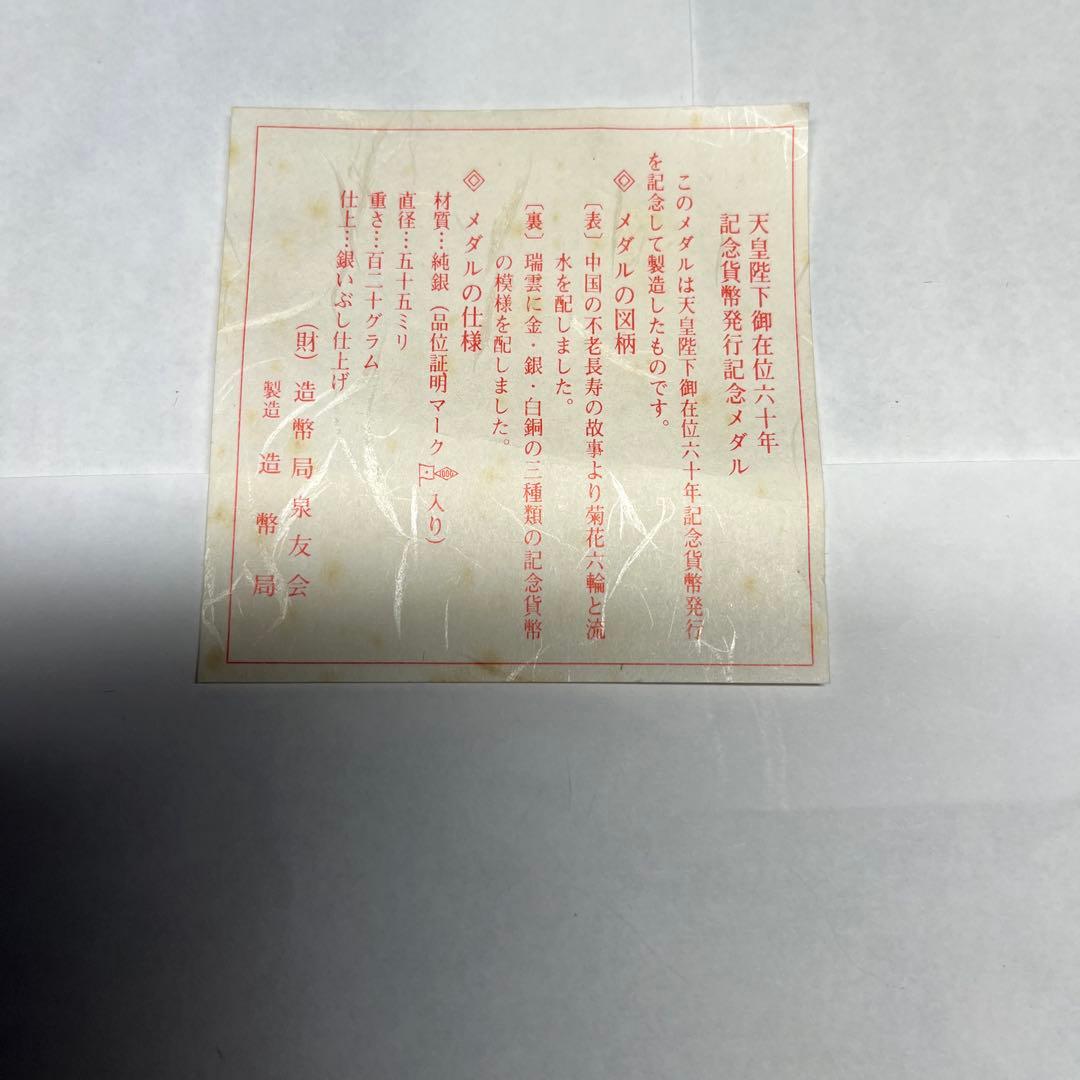 天皇陛下御在位六十年
記念貨幣発行記念メダル
このメダルは天皇陛下御在位六十年記念貨幣発行
を記念して製造したものです。
◇ メダルの図柄
〔表〕 中国の不老長寿の故事より菊花六輪と流
水を配しました。
〔裏〕 瑞雲に金・銀・白銅の三種類の記念貨幣
の模様を配しました。
◇ メダルの仕様
材質…純銀（品位証明マーク 1000 入り）
直径…五十五ミリ
重さ…百二十グラム
仕上…銀いぶし仕上げ
（財）造幣局泉友会
製造 造幣局